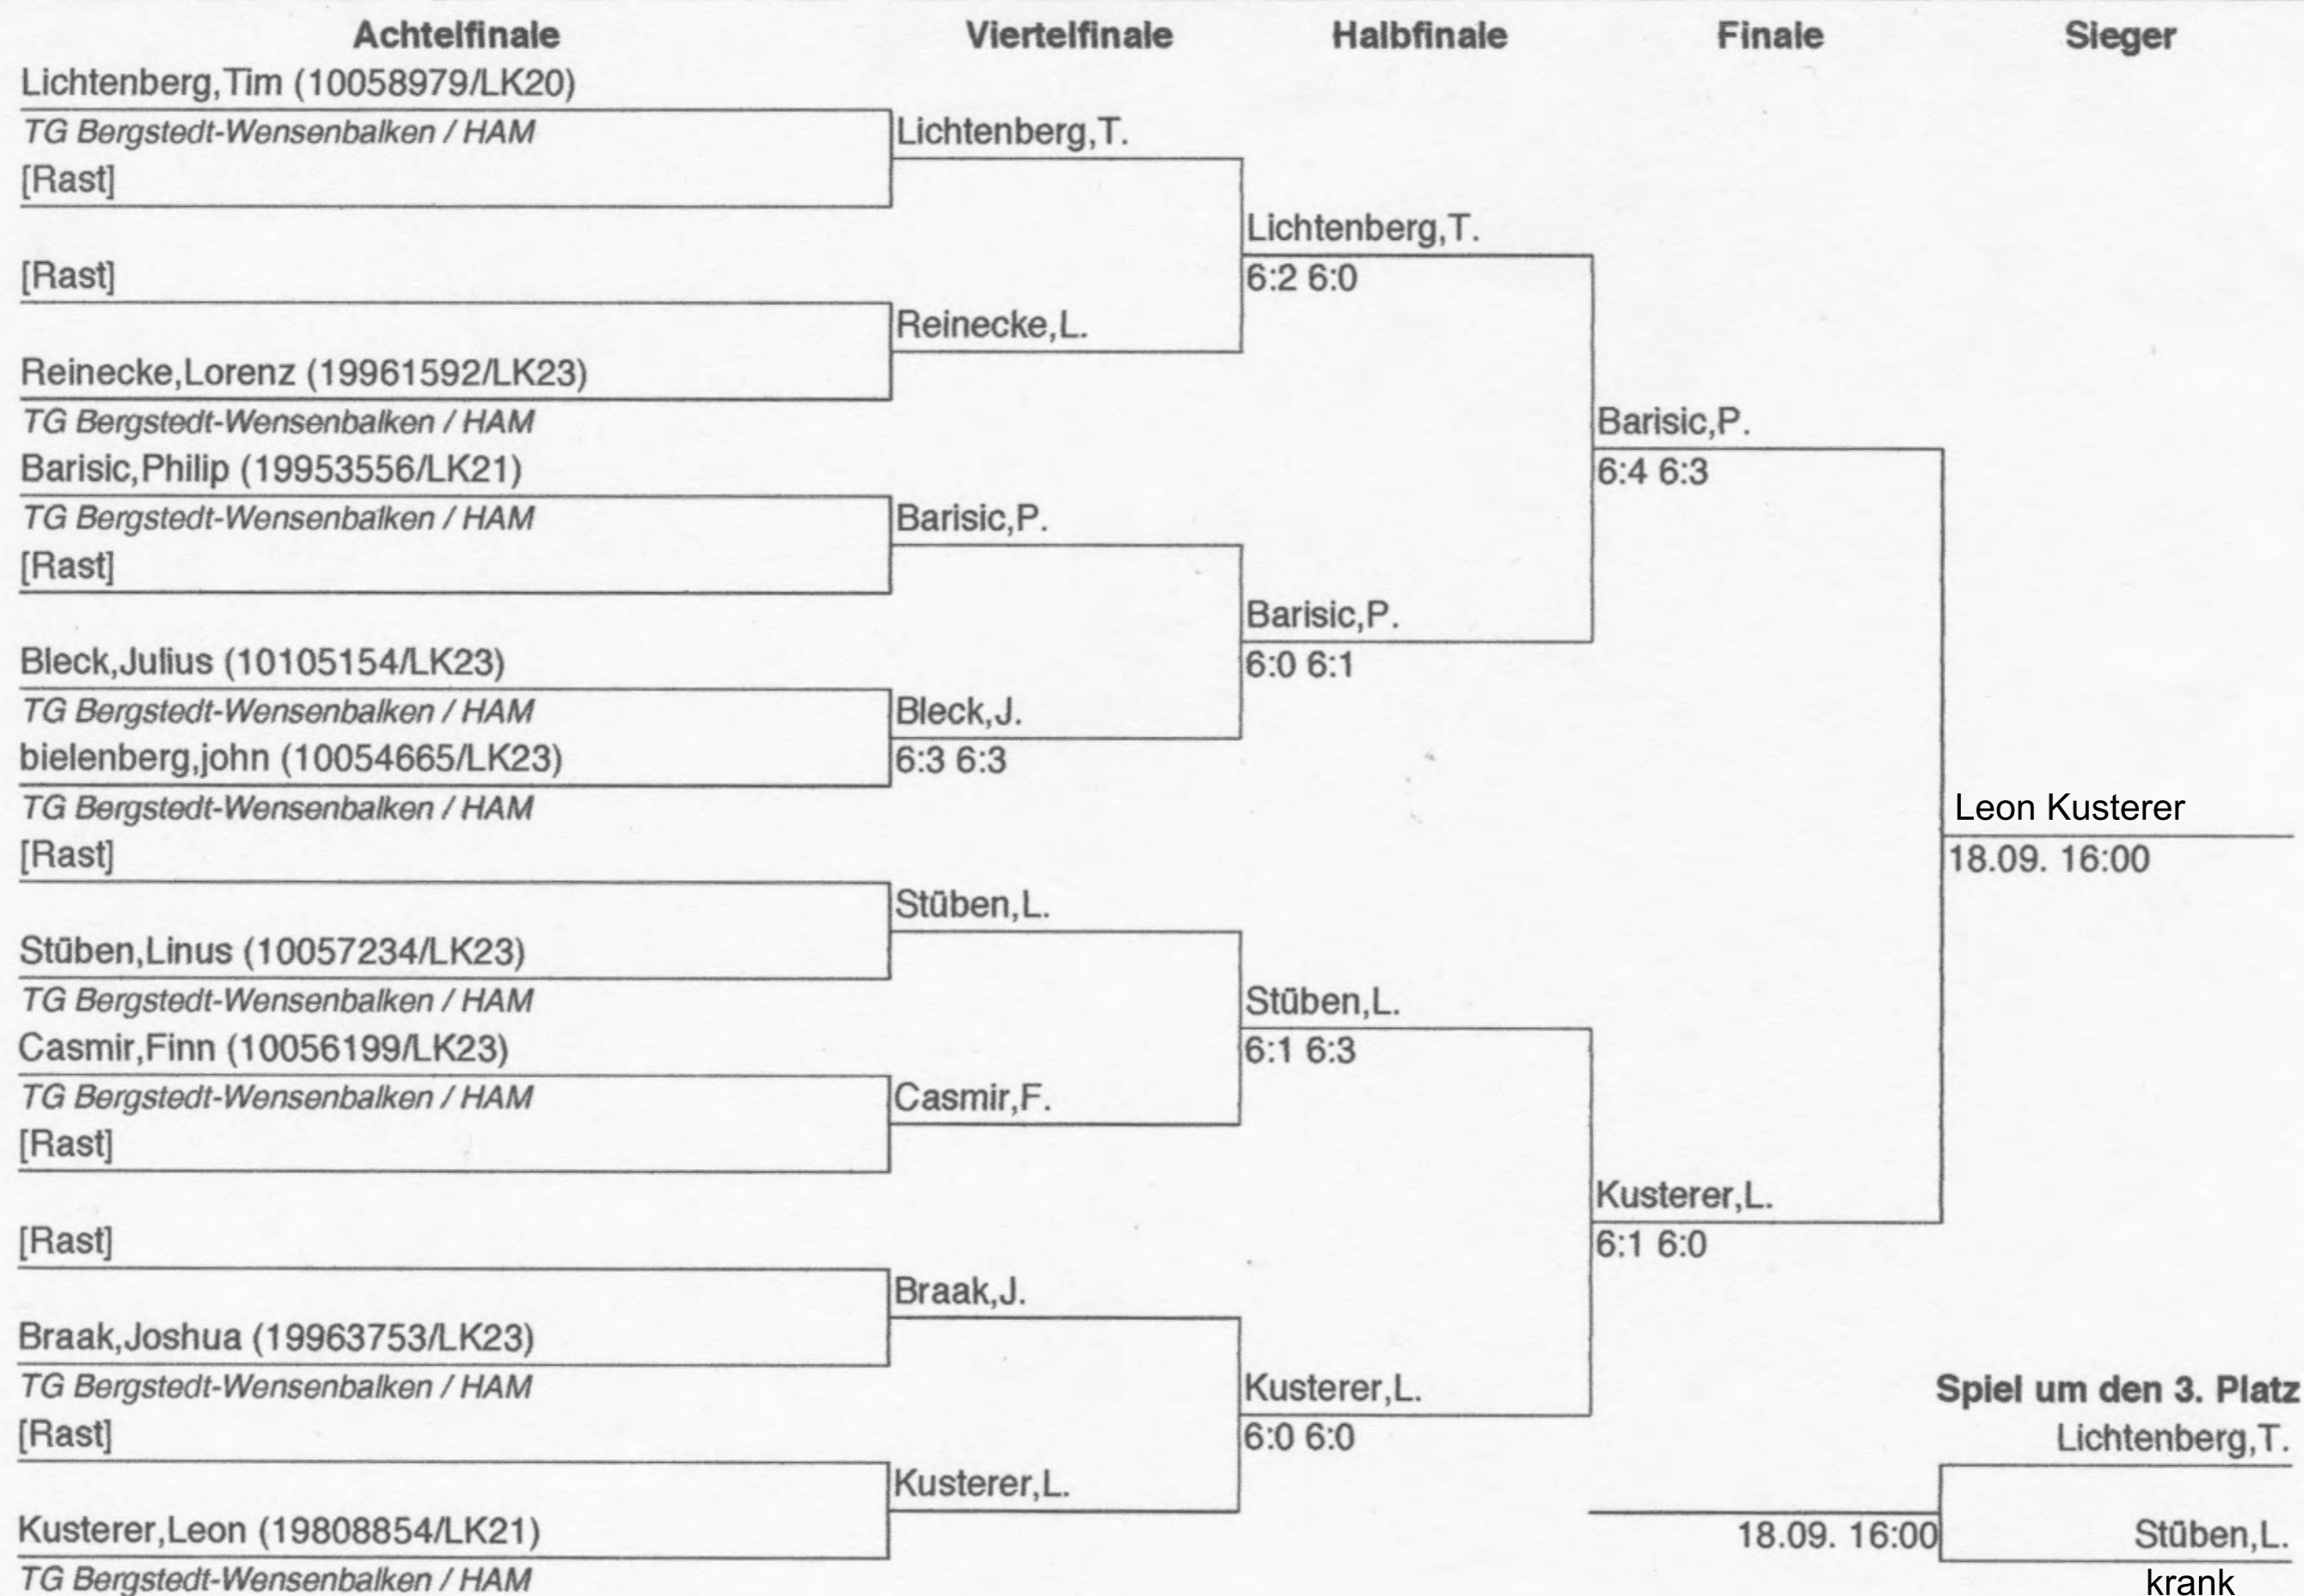 Achtelfinale Viertelfinale Halbfinale Finale Sieger
Lichtenberg,Tim (10058979/LK20)
TG Bergstedt-Wensenbalken / HAM
[Rast]
[Rast]
Reinecke,Lorenz (19961592/LK23)
TG Bergstedt-Wensenbalken / HAM
Barisic,Philip (19953556/LK21)
TG Bergstedt-Wensenbalken / HAM
[Rast]
Bleck,Julius (10105154/LK23)
TG Bergstedt-Wensenbalken / HAM
bielenberg,john (10054665/LK23)
TG Bergstedt-Wensenbalken / HAM
[Rast]
Stüben,Linus (10057234/LK23)
TG Bergstedt-Wensenbalken / HAM
Casmir,Finn (10056199/LK23)
TG Bergstedt-Wensenbalken / HAM
[Rast]
[Rast]
Braak,Joshua (19963753/LK23)
TG Bergstedt-Wensenbalken / HAM
[Rast]
Kusterer,Leon (19808854/LK21)
TG Bergstedt-Wensenbalken / HAM
Lichtenberg,T.
Reinecke,L.
Barisic,P.
Bleck,J.
6:3 6:3
Stüben,L.
Casmir,F.
Braak,J.
Kusterer,L.
Lichtenberg,T.
6:2 6:0
Barisic,P.
6:0 6:1
Stüben,L.
6:1 6:3
Kusterer,L.
6:0 6:0
Barisic,P.
6:4 6:3
Kusterer,L.
6:1 6:0
Leon Kusterer
18.09. 16:00
Spiel um den 3. Platz
Lichtenberg,T.
18.09. 16:00
Stüben,L.
krank